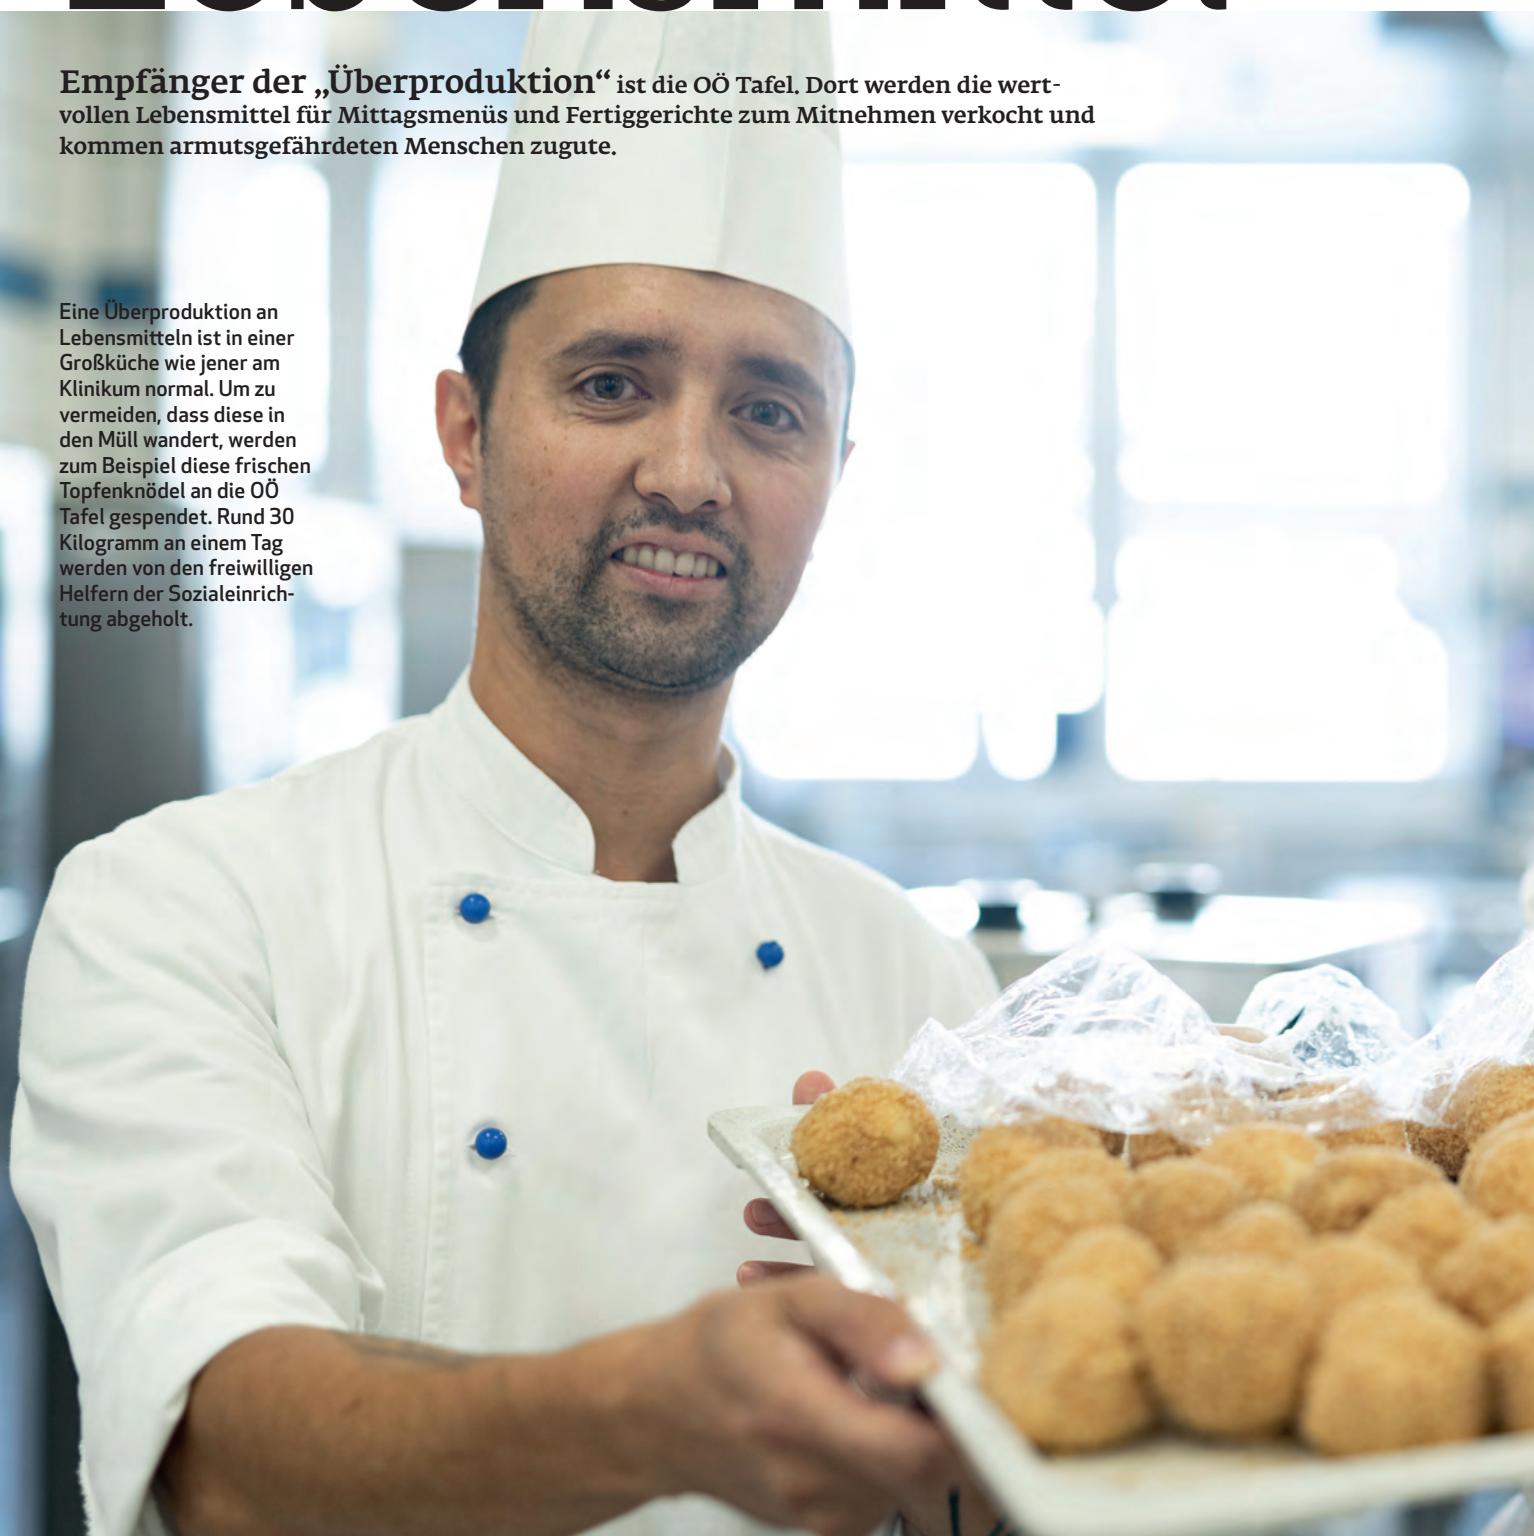 Lebensmittel
Empfänger der „Überproduktion“ ist die OÖ Tafel. Dort werden die wert-
vollen Lebensmittel für Mittagsmenüs und Fertiggerichte zum Mitnehmen verkocht und
kommen armutsgefährdeten Menschen zugute.
Eine Überproduktion an
Lebensmitteln ist in einer
Großküche wie jener am
Klinikum normal. Um zu
vermeiden, dass diese in
den Müll wandert, werden
zum Beispiel diese frischen
Topfenknödel an die OÖ
Tafel gespendet. Rund 30
Kilogramm an einem Tag
werden von den freiwilligen
Helfern der Sozialeinrich-
tung abgeholt.